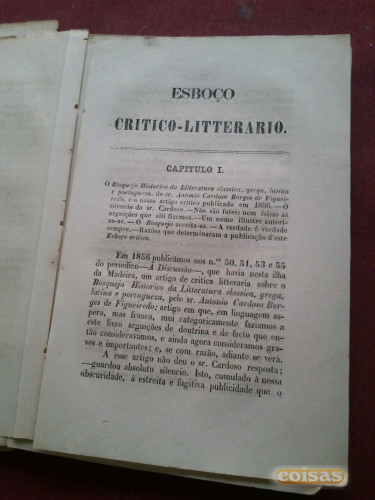 ESBOÇO
CRITICO-LITTERARIO.
CAPITULO I.
O Bosquejo Historico da Litteratura classica, grega, latina
e portugueza, do sr. Antonio Cardoso Borges de Figuei-
redo, e o nosso artigo critico publicado em 1856.—O
silencio do sr. Cardoso.—Não são futeis nem falsas as
arguições que alli fazemos.—Um nome illustre autori-
sa-as.—O Bosquejo acceita-as.—A verdade é verdade
sempre.—Razões que determinaram a publicação d'este
Esboço critico.
Em 1856 publicámos aos n.os 50, 51, 53 e 55
do periodico—A Discussão—, que havia nesta ilha
da Madeira, um artigo de critica litteraria sobre o
Bosquejo Historico da Litteratura classica, grega,
latina e portugueza, pelo sr. Antonio Cardoso Bor-
ges de Figueiredo; artigo em que, em linguagem as-
pera, mas franca, mui categoricamente faziamos a
este livro arguições de doutrina e de facto que en-
tão consideravamos, e ainda agora consideramos gra-
ves e importantes; e, se com razão, adiante se verá.
A esse artigo não deu o sr. Cardoso resposta;
—guardou absoluto silencio. Isto, cumulado á nossa
obscuridade, á estreita e fugitiva publicidade que o
coisas